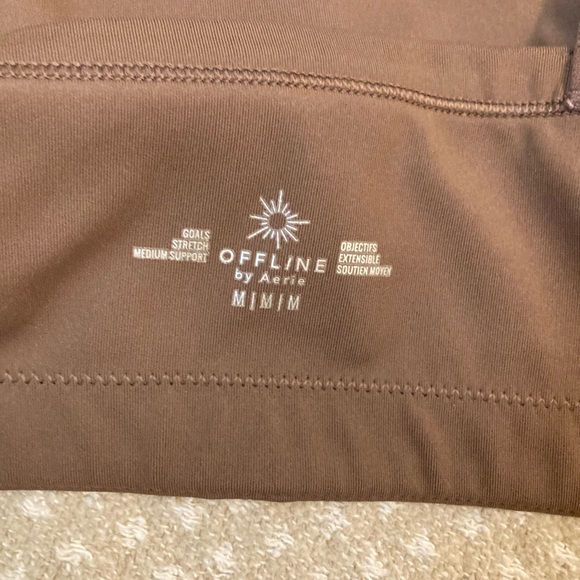 GOALS
STRETCH
MEDIUM SUPPORT
OFFLINE
by Aerie
M|M|M
OBJECTIFS
EXTENSIBLE
SOUTIEN MOYEN